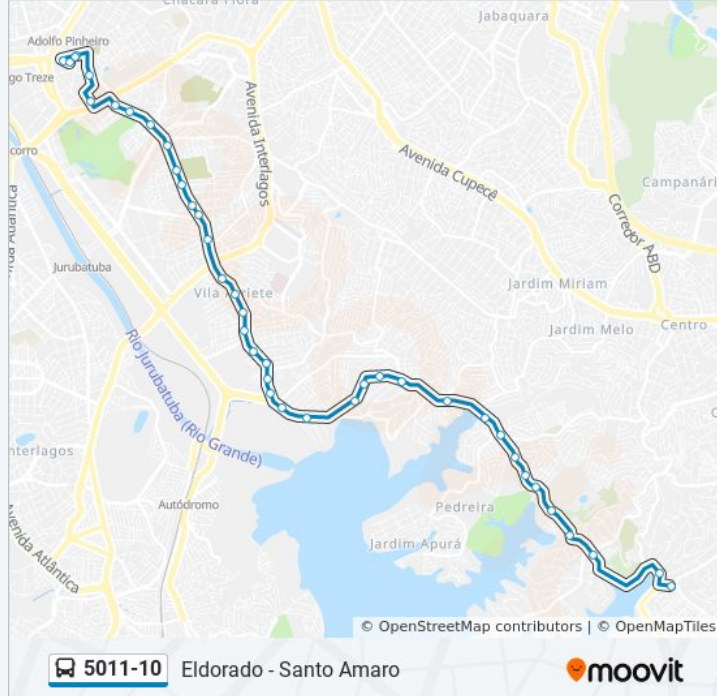 Chácara Flora
Jabaquara
Adolfo Pinheiro
go Treze
Avenida Interlagos
Avenida Cupecê
corro
Campanár
Corredor ABD
Jurubatuba
Vila Arriete
Jardim Miriam
Jardim Melo
Centro
Rio Jurubatuba (Rio Grande)
nterlagos
Autódromo
Pedreira
Jardim Apurá
Avenida Atlântica
© OpenStreetMap contributors | © OpenMapTiles
5011-10 Eldorado - Santo Amaro
moovit